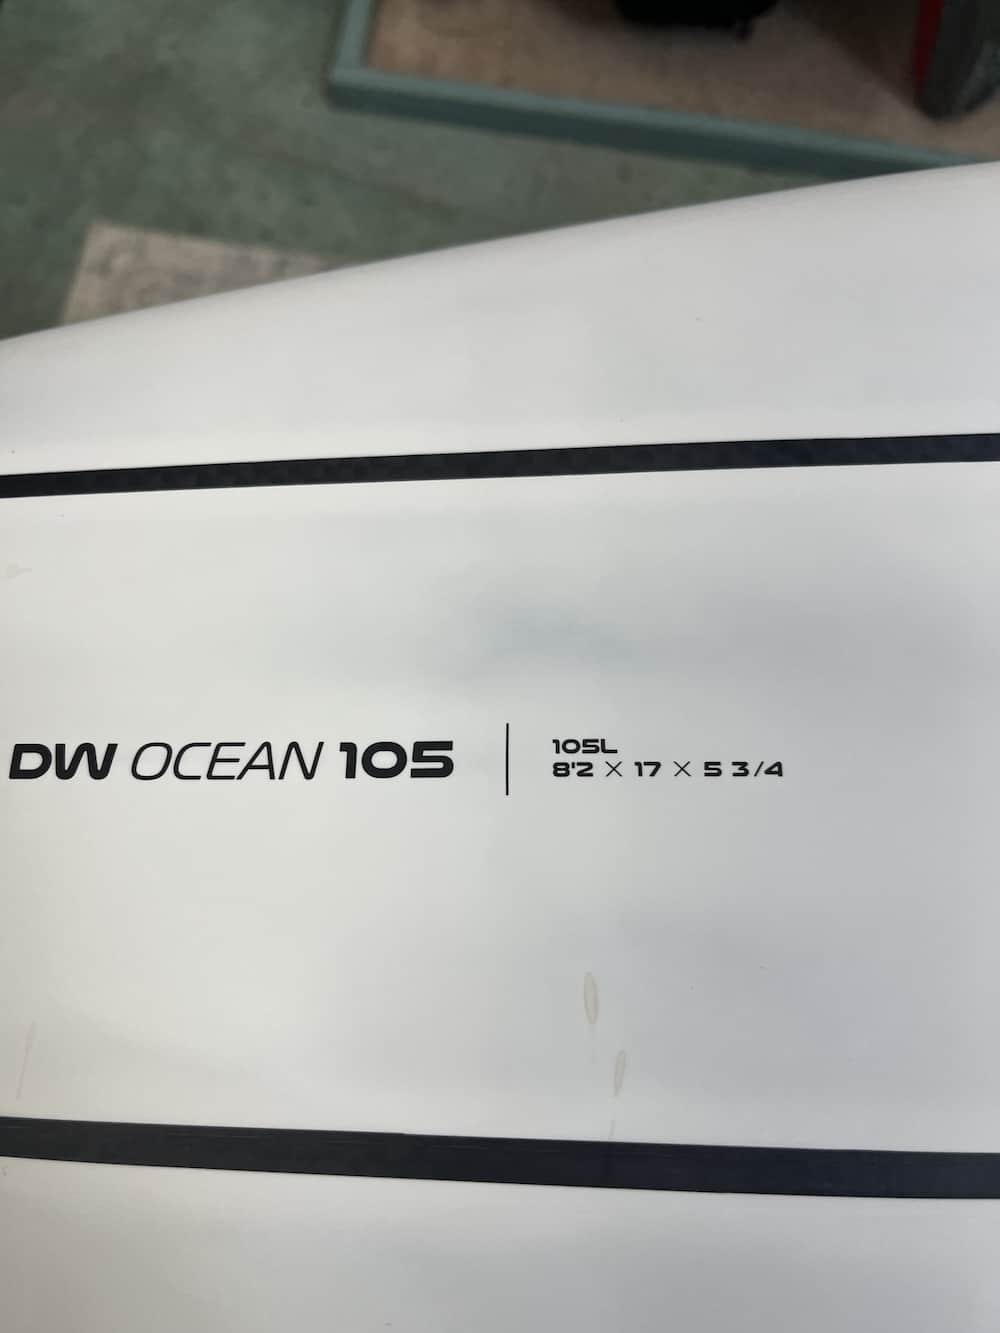 DW OCEAN 105
105L
8'2 X 17 X 5 3/4